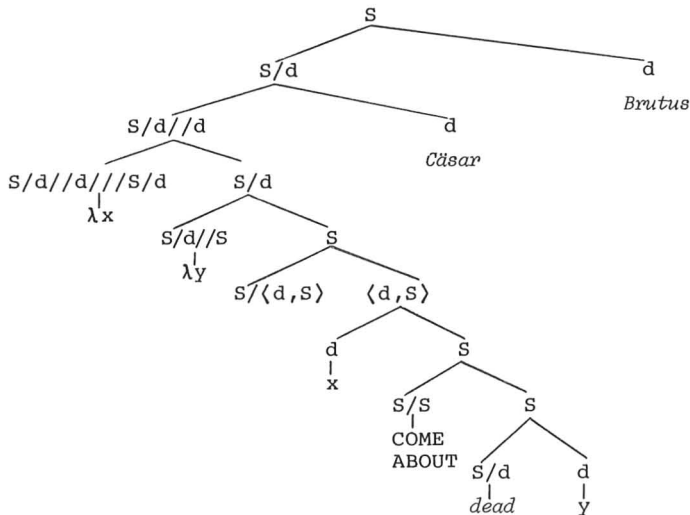 S
S/d d
Brutus
S/d//d d
Cäsar
S/d//d///S/d S/d
λx
S/d//S S
λy
S/⟨d,S⟩ ⟨d,S⟩
d S
x
S/S S
COME
ABOUT
S/d d
dead y